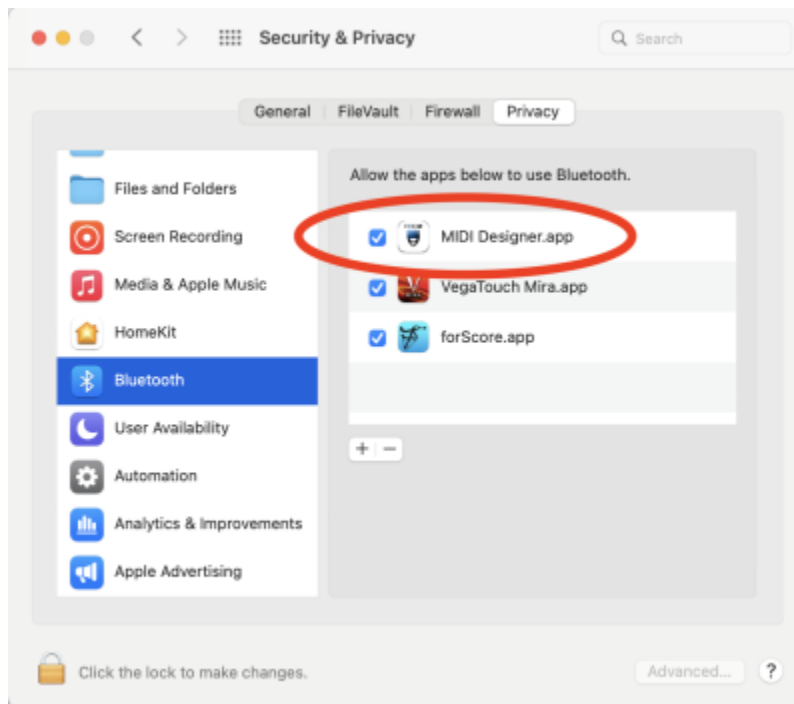 Security & Privacy
Search
General
FileVault
Firewall
Privacy
Files and Folders
Screen Recording
Media & Apple Music
HomeKit
Bluetooth
User Availability
Automation
Analytics & Improvements
Apple Advertising
Allow the apps below to use Bluetooth.
MIDI Designer.app
VegaTouch Mira.app
forScore.app
+ −
Click the lock to make changes.
Advanced...
?